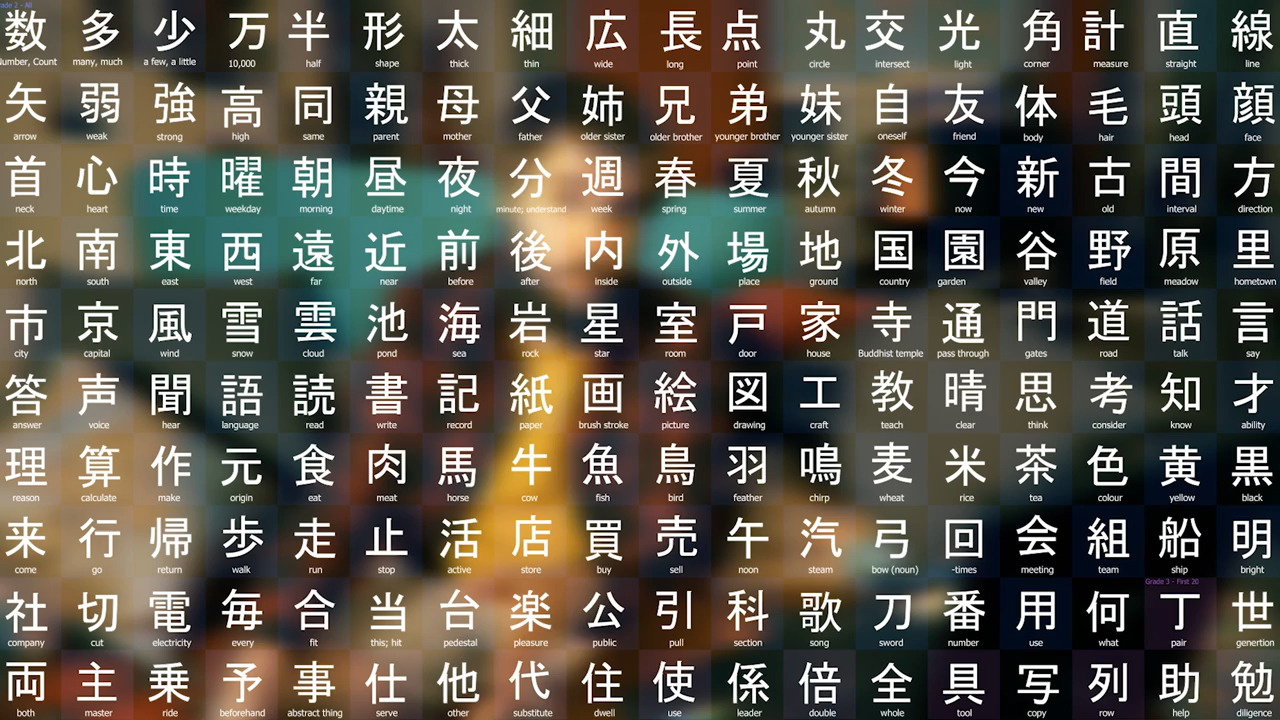 Grade 2 - All
数 多 少 万 半 形 太 細 広 長 点 丸 交 光 角 計 直 線
Number, Count many, much a few, a little 10,000 half shape thick thin wide long point circle intersect light corner measure straight line
矢 弱 強 高 同 親 母 父 姉 兄 弟 妹 自 友 体 毛 頭 顔
arrow weak strong high same parent mother father older sister older brother younger brother younger sister oneself friend body hair head face
首 心 時 曜 朝 昼 夜 分 週 春 夏 秋 冬 今 新 古 間 方
neck heart time weekday morning daytime night minute; understand week spring summer autumn winter now new old interval direction
北 南 東 西 遠 近 前 後 内 外 場 地 国 園 谷 野 原 里
north south east west far near before after inside outside place ground country garden valley field meadow hometown
市 京 風 雪 雲 池 海 岩 星 室 戸 家 寺 通 門 道 話 言
city capital wind snow cloud pond sea rock star room door house Buddhist temple pass through gates road talk say
答 声 聞 語 読 書 記 紙 画 絵 図 工 教 晴 思 考 知 才
answer voice hear language read write record paper brush stroke picture drawing craft teach clear think consider know ability
理 算 作 元 食 肉 馬 牛 魚 鳥 羽 鳴 麦 米 茶 色 黄 黒
reason calculate make origin eat meat horse cow fish bird feather chirp wheat rice tea colour yellow black
来 行 帰 歩 走 止 活 店 買 売 午 汽 弓 回 会 組 船 明
come go return walk run stop active store buy sell noon steam bow (noun) -times meeting team ship bright
Grade 3 - First 20
社 切 電 毎 合 当 台 楽 公 引 科 歌 刀 番 用 何 丁 世
company cut electricity every fit this; hit pedestal pleasure public pull section song sword number use what pair genertion
両 主 乗 予 事 仕 他 代 住 使 係 倍 全 具 写 列 助 勉
both master ride beforehand abstract thing serve other substitute dwell use leader double whole tool copy row help diligence